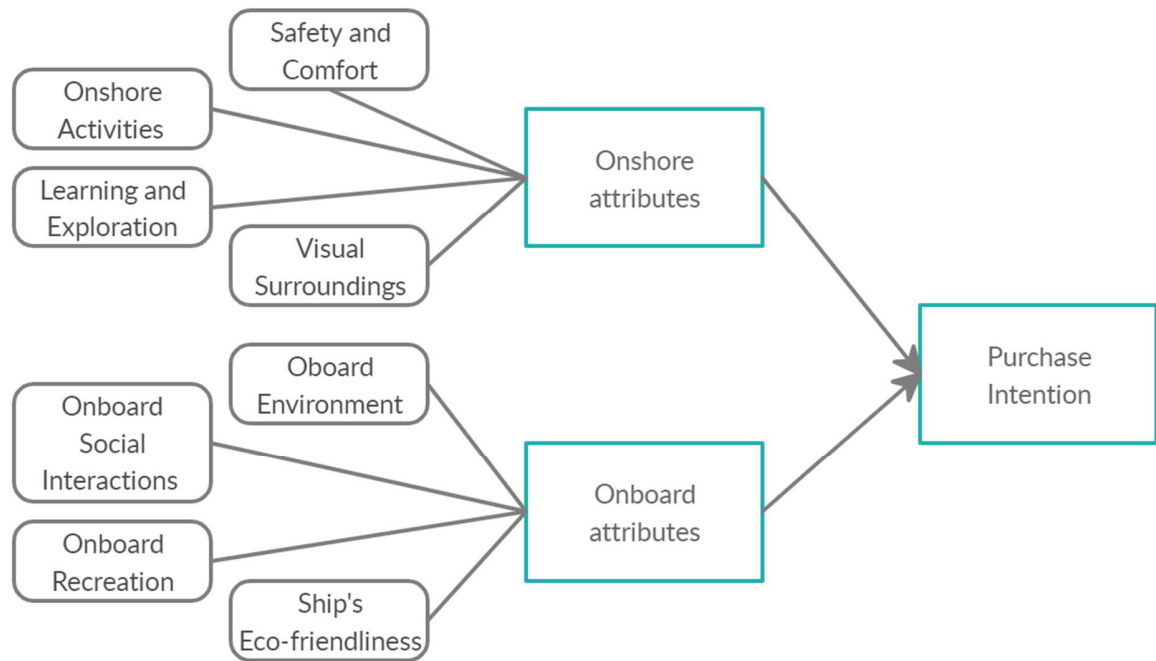 Safety and
Comfort
Onshore
Activities
Learning and
Exploration
Visual
Surroundings
Onshore
attributes
Purchase
Intention
Oboard
Environment
Onboard
Social
Interactions
Onboard
Recreation
Ship's
Eco-friendliness
Onboard
attributes